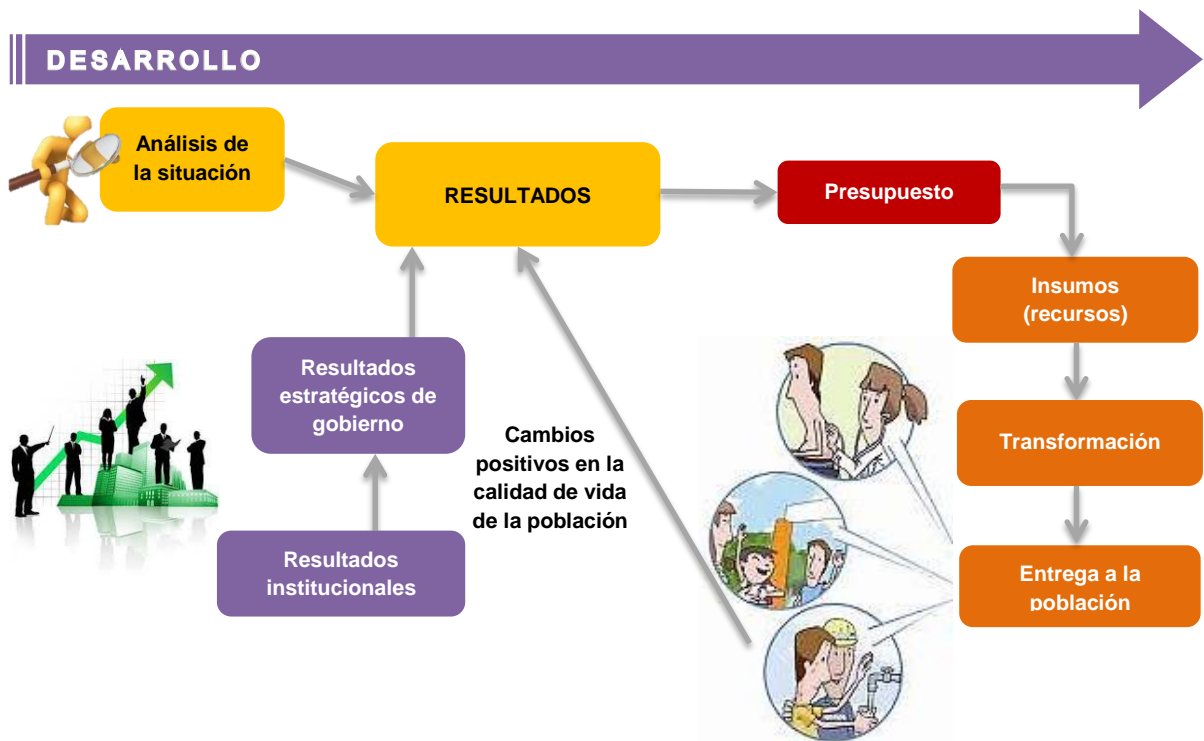 DESARROLLO
Análisis de
la situación
RESULTADOS
Presupuesto
Insumos
(recursos)
Resultados
estratégicos de
gobierno
Cambios
positivos en la
calidad de vida
de la población
Transformación
Resultados
institucionales
Entrega a la
población